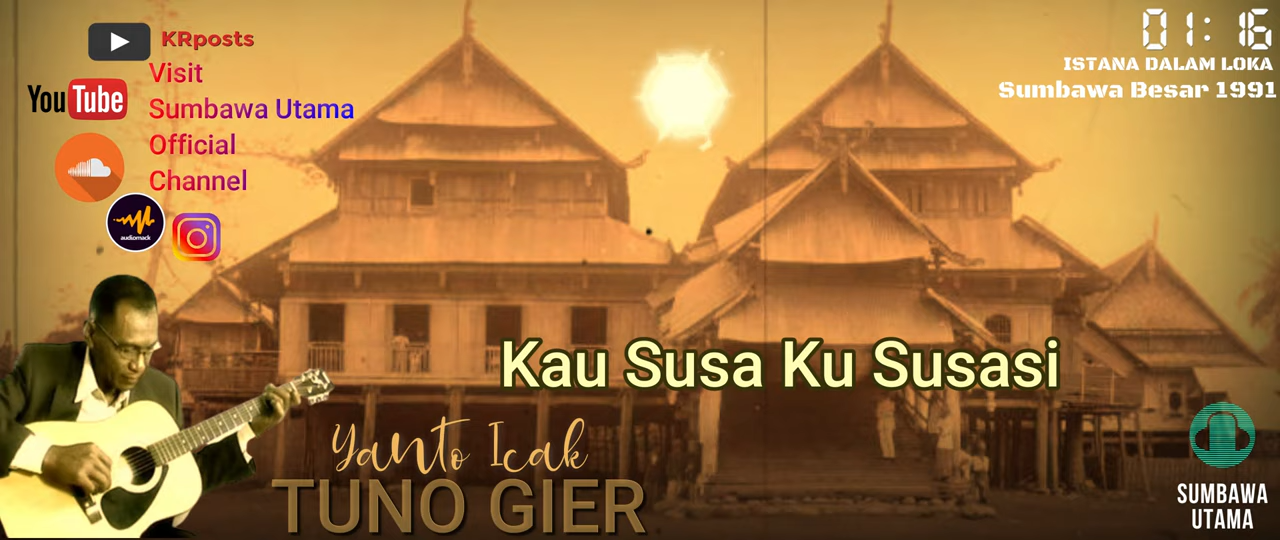 KRposts
Visit
Sumbawa Utama
Official
Channel
YouTube
audiomack
01:16
ISTANA DALAM LOKA
Sumbawa Besar 1991
Kau Susa Ku Susasi
Yanto Icak
TUNO GIER
SUMBAWA
UTAMA